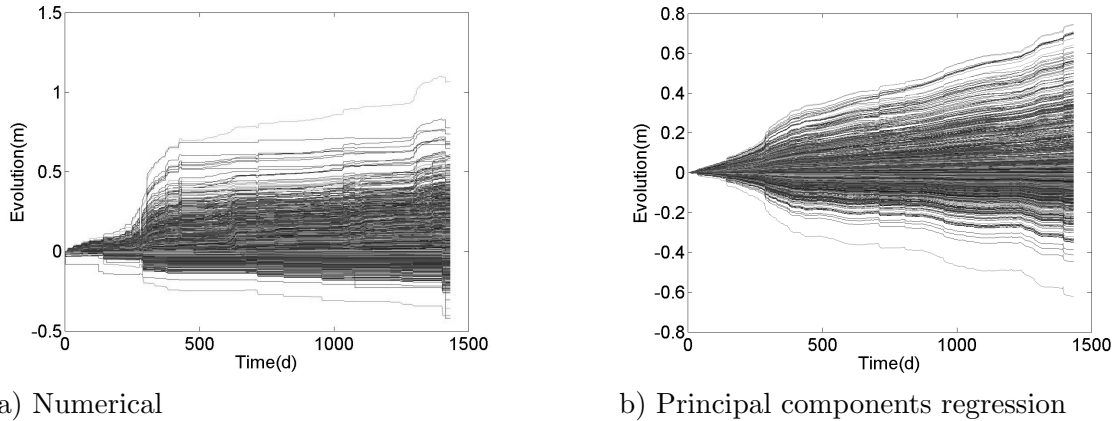 1.5
1
0.5
0
-0.5
Evolution(m)
0 500 1000 1500
Time(d)
a) Numerical
0.8
0.6
0.4
0.2
0
-0.2
-0.4
-0.6
-0.8
Evolution(m)
0 500 1000 1500
Time(d)
b) Principal components regression